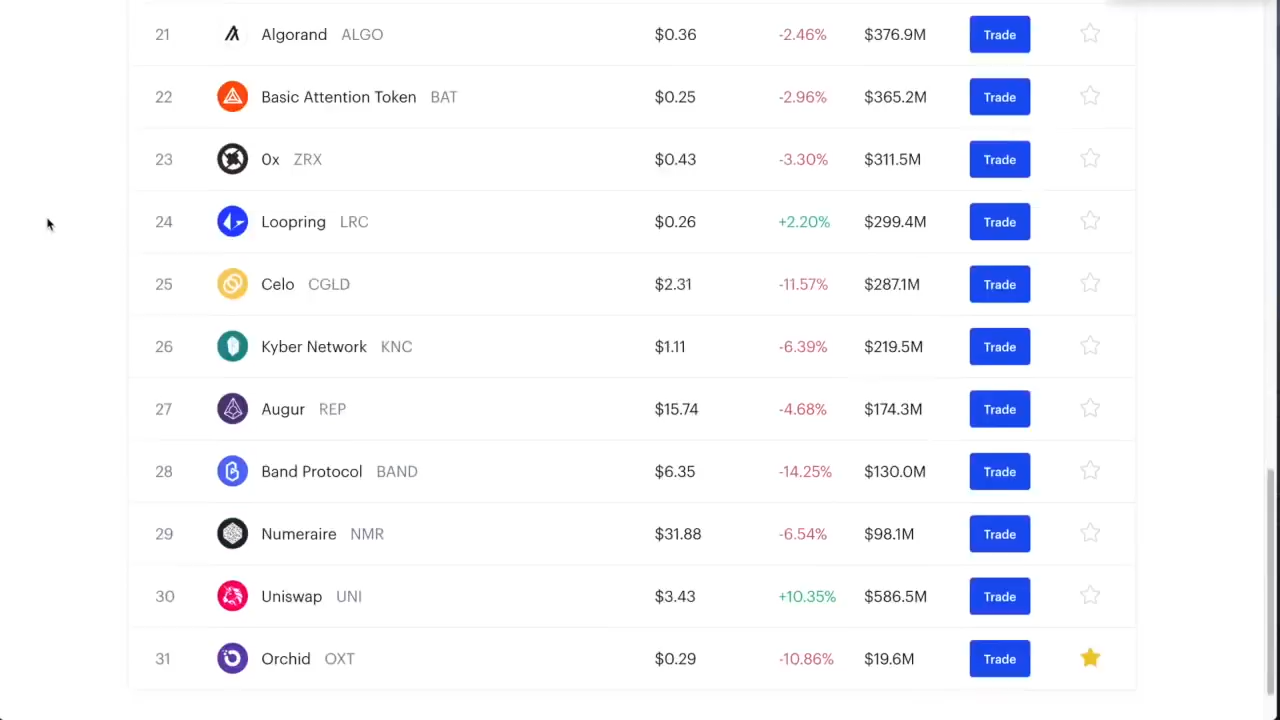 21 Algorand ALGO $0.36 -2.46% $376.9M Trade
22 Basic Attention Token BAT $0.25 -2.96% $365.2M Trade
23 0x ZRX $0.43 -3.30% $311.5M Trade
24 Loopring LRC $0.26 +2.20% $299.4M Trade
25 Celo CGLD $2.31 -11.57% $287.1M Trade
26 Kyber Network KNC $1.11 -6.39% $219.5M Trade
27 Augur REP $15.74 -4.68% $174.3M Trade
28 Band Protocol BAND $6.35 -14.25% $130.0M Trade
29 Numeraire NMR $31.88 -6.54% $98.1M Trade
30 Uniswap UNI $3.43 +10.35% $586.5M Trade
31 Orchid OXT $0.29 -10.86% $19.6M Trade